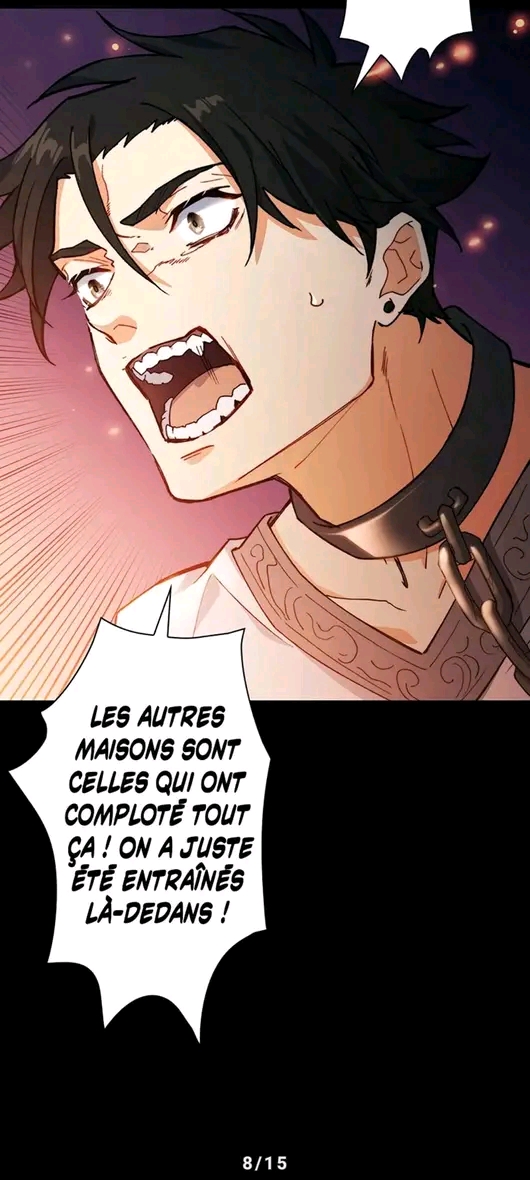 LES AUTRES
MAISONS SONT
CELLES QUI ONT
COMPLOTÉ TOUT
ÇA ! ON A JUSTE
ÉTÉ ENTRAÎNÉS
LÀ-DEDANS !
8/15